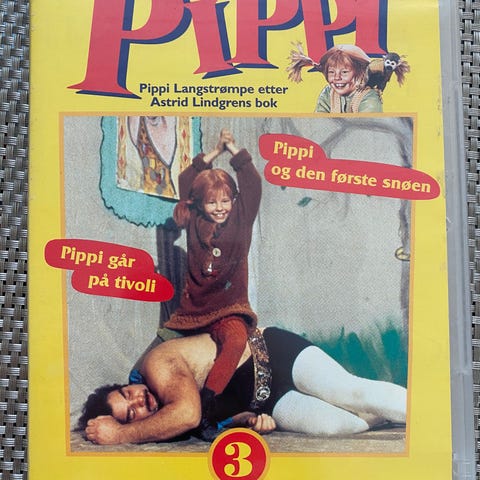 Pippi
Pippi Langstrømpe etter
Astrid Lindgrens bok
Pippi
og den første snøen
Pippi går
på tivoli
3